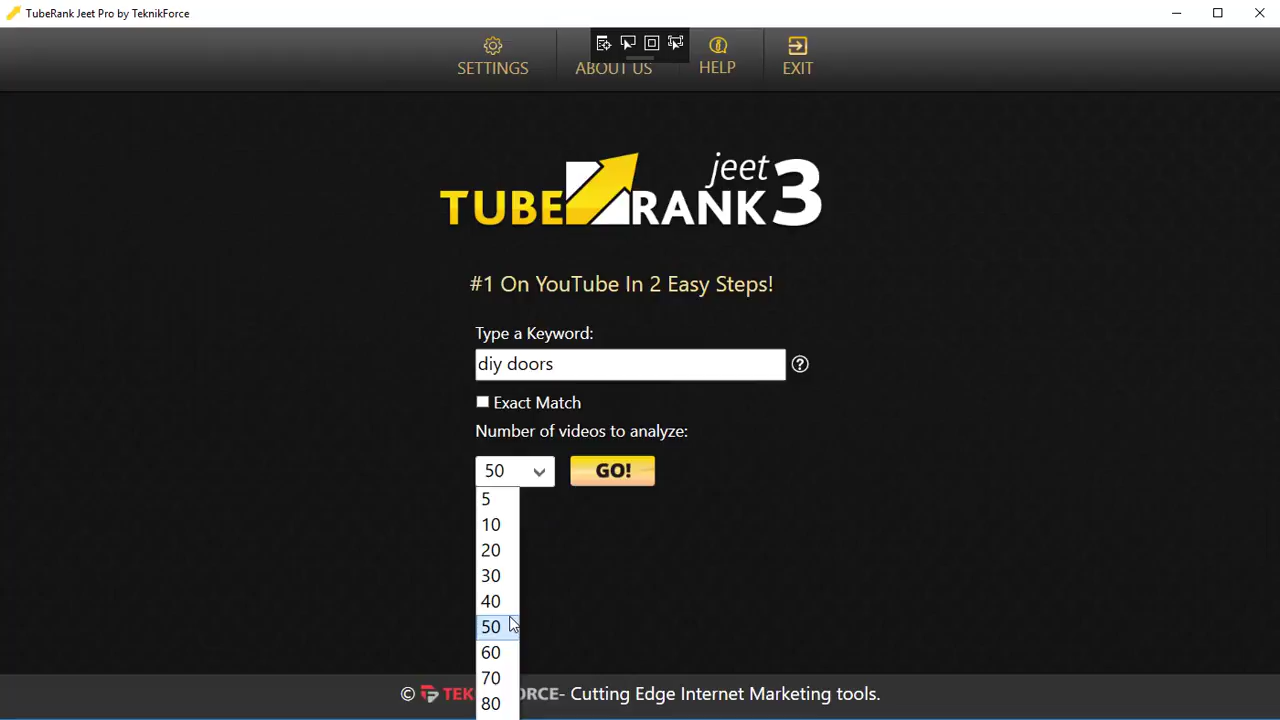 TubeRank Jeet Pro by TeknikForce
SETTINGS
ABOUT US
HELP
EXIT
TUBE RANK jeet 3
#1 On YouTube In 2 Easy Steps!
Type a Keyword:
diy doors
Exact Match
Number of videos to analyze:
50
GO!
5
10
20
30
40
50
60
70
80
© TEK FORCE- Cutting Edge Internet Marketing tools.